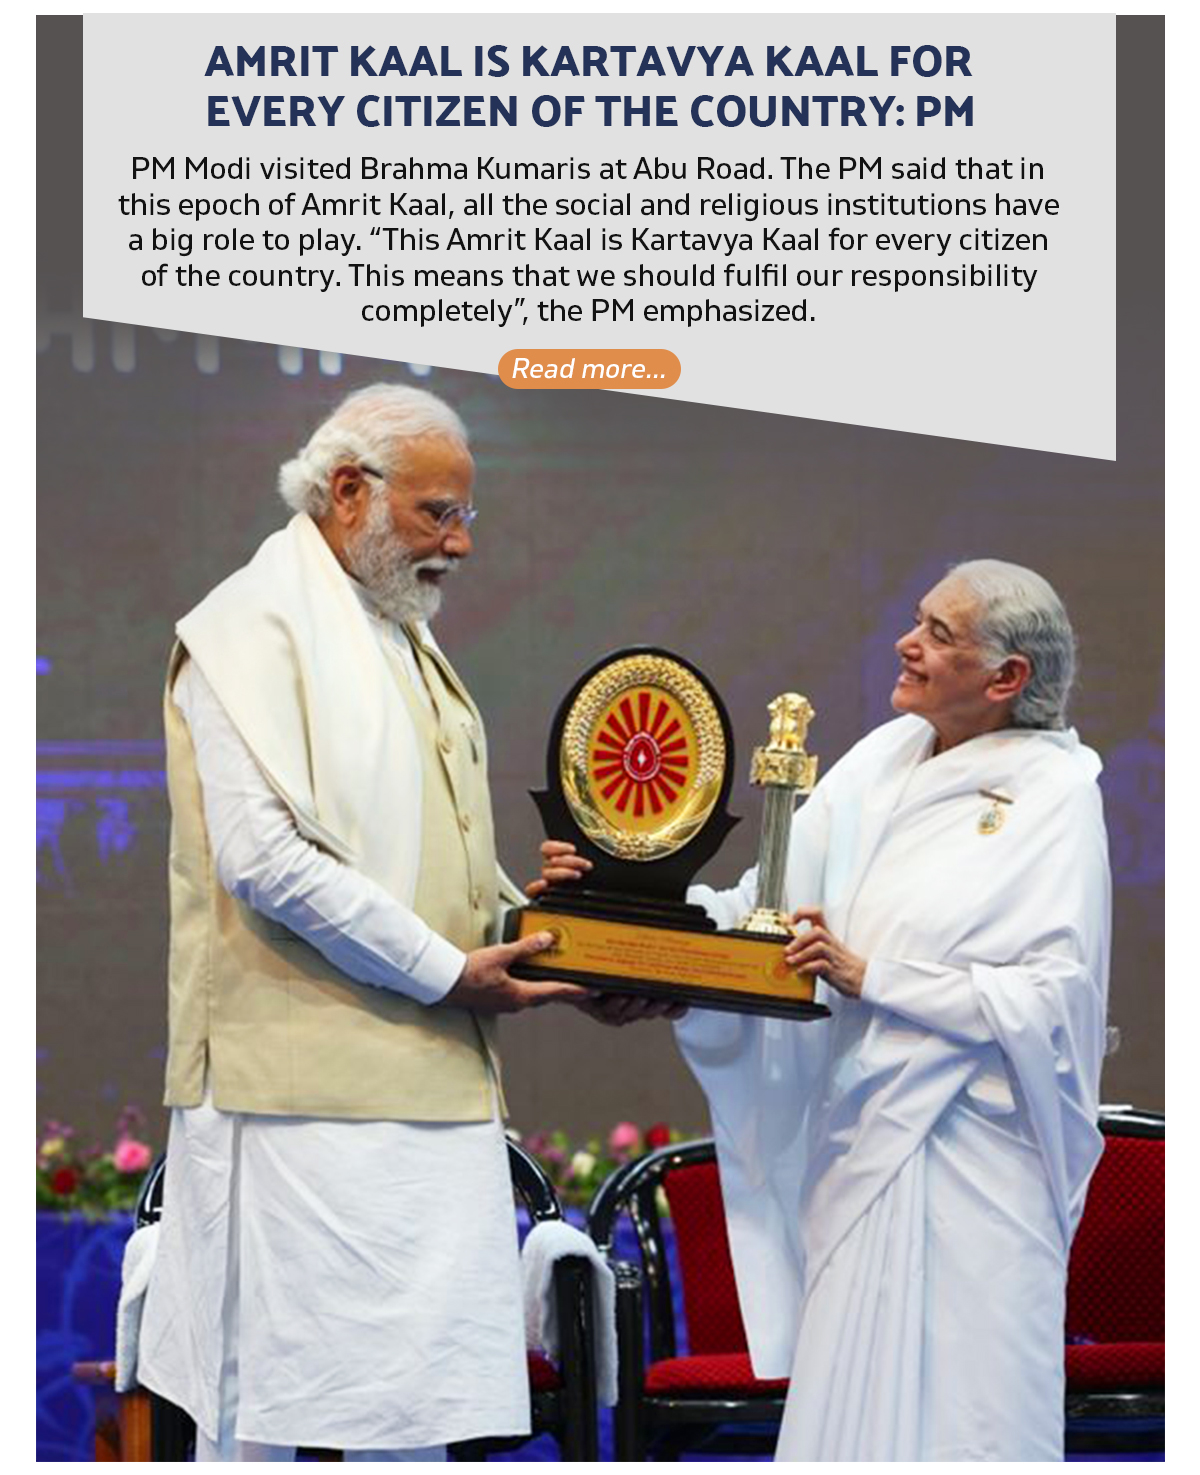 AMRIT KAAL IS KARTAVYA KAAL FOR
EVERY CITIZEN OF THE COUNTRY: PM
PM Modi visited Brahma Kumaris at Abu Road. The PM said that in
this epoch of Amrit Kaal, all the social and religious institutions have
a big role to play. “This Amrit Kaal is Kartavya Kaal for every citizen
of the country. This means that we should fulfil our responsibility
completely”, the PM emphasized.
Read more...